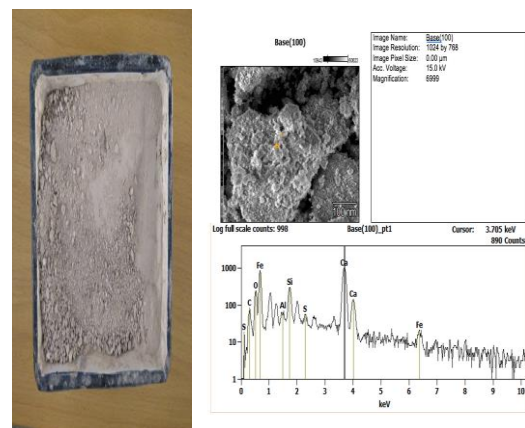 Base(100)
Image Name: Base(100)
Image Resolution: 1024 by 768
Image Pixel Size: 0.00 µm
Acc. Voltage: 15.0 kV
Magnification: 6999
Log full scale counts: 998
Base(100)_pt1
Cursor: 3.705 keV
890 Counts
1000
100
10
1
S
C
O
Fe
Al
Si
S
Ca
Ca
Fe
0
1
2
3
4
5
6
7
8
9
10
keV